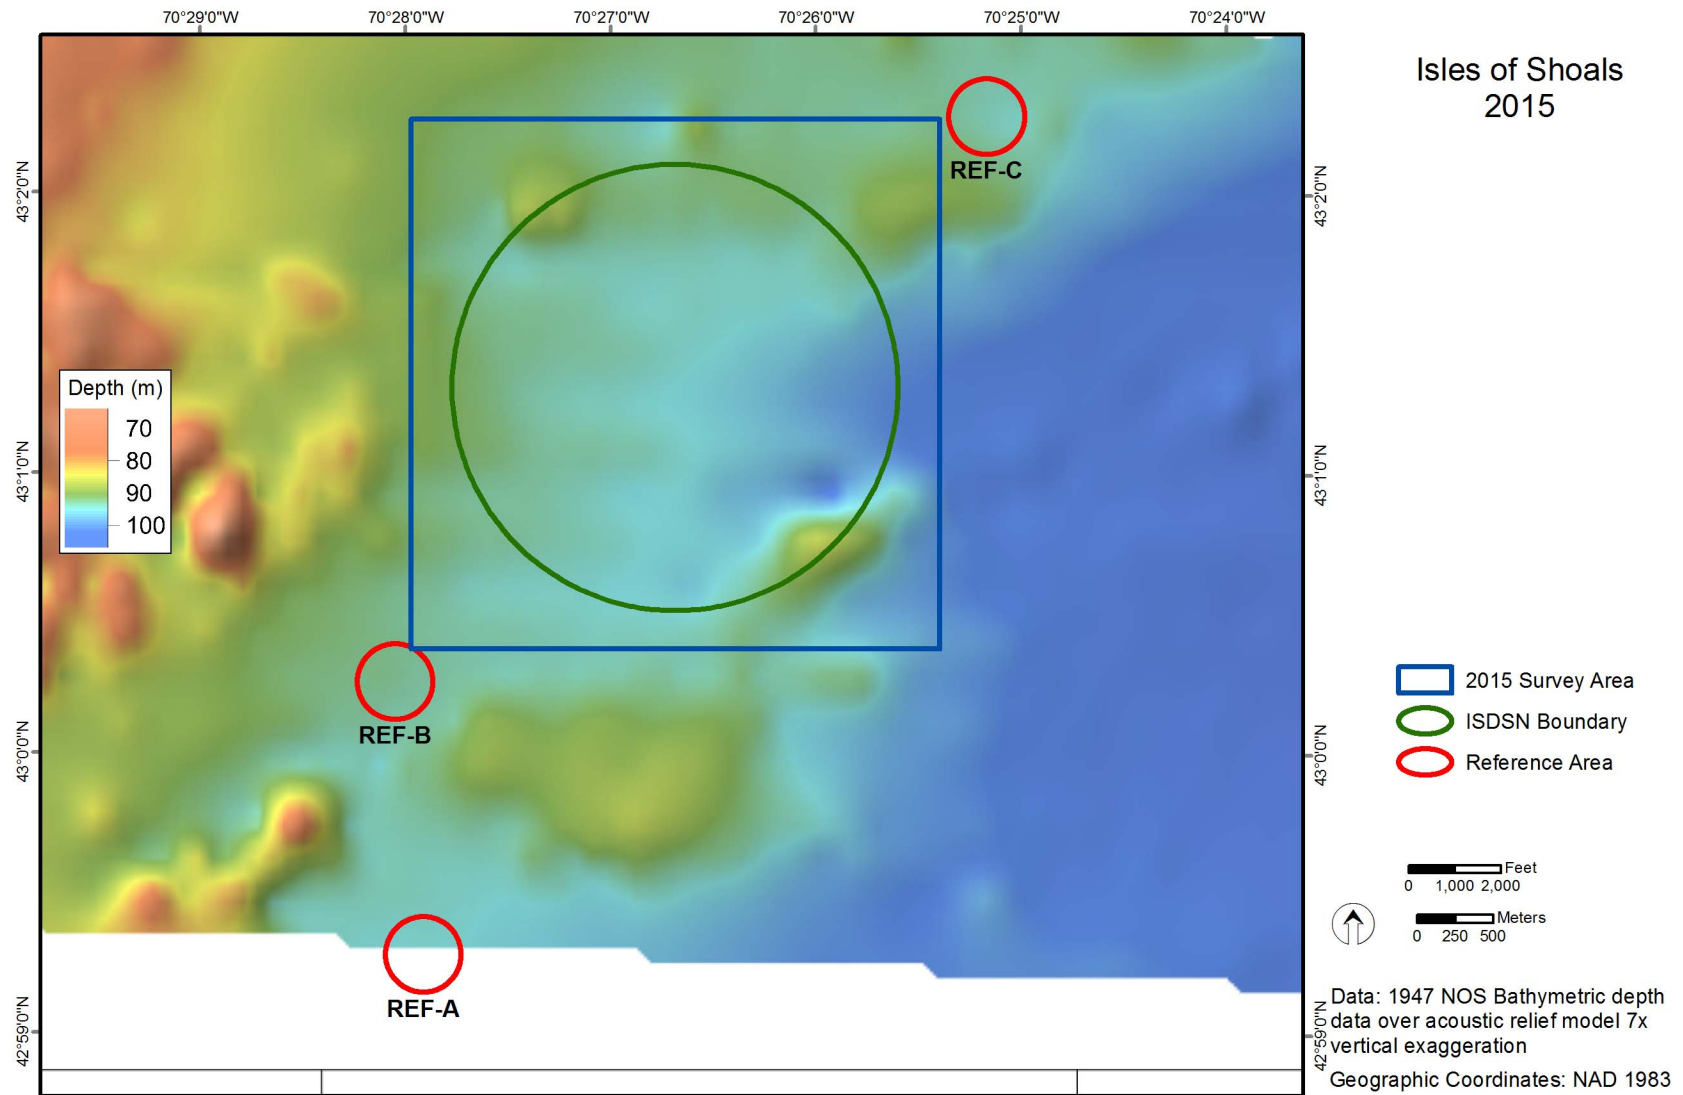 70°29'0"W 70°28'0"W 70°27'0"W 70°26'0"W 70°25'0"W 70°24'0"W
Isles of Shoals
2015
REF-C
43°2'0"N
43°2'0"N
Depth (m)
70
80
90
100
43°1'0"N
43°1'0"N
2015 Survey Area
ISDSN Boundary
Reference Area
REF-B
43°0'0"N
43°0'0"N
Feet
0 1,000 2,000
Meters
0 250 500
REF-A
42°59'0"N
42°59'0"N
Data: 1947 NOS Bathymetric depth
data over acoustic relief model 7x
vertical exaggeration
Geographic Coordinates: NAD 1983